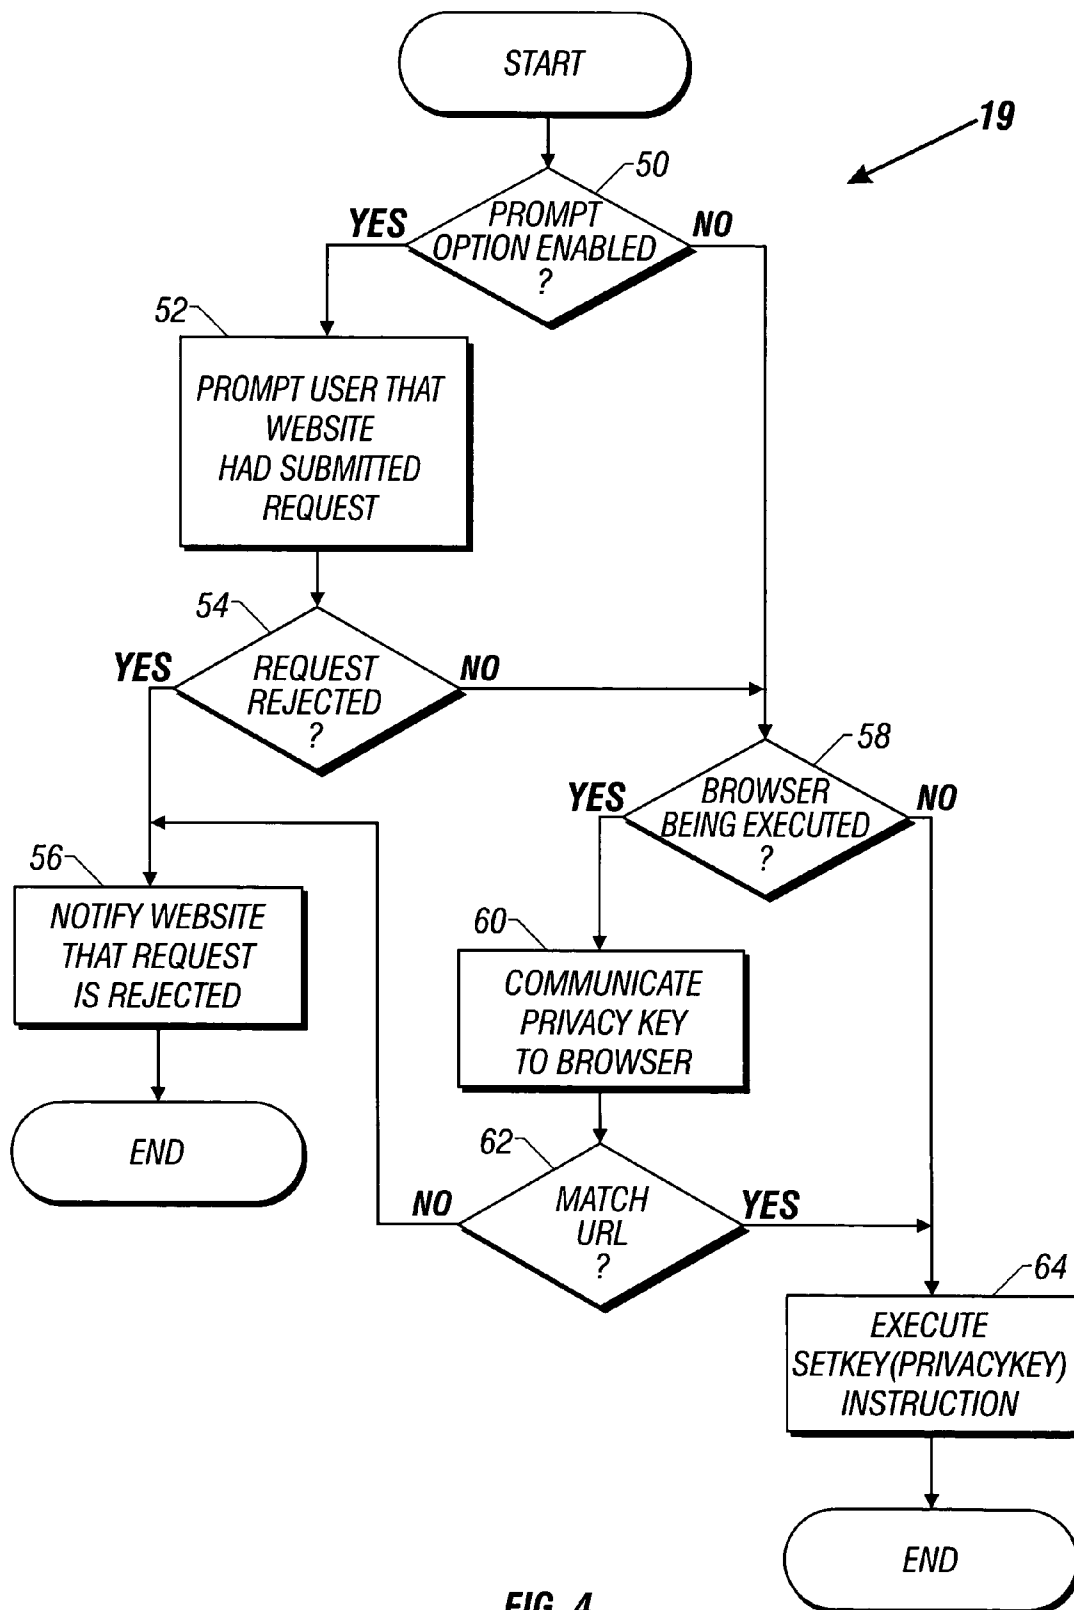 START
19
50
YES
NO
PROMPT
OPTION ENABLED
?
52
PROMPT USER THAT
WEBSITE
HAD SUBMITTED
REQUEST
54
YES
NO
REQUEST
REJECTED
?
58
YES
NO
BROWSER
BEING EXECUTED
?
56
NOTIFY WEBSITE
THAT REQUEST
IS REJECTED
60
COMMUNICATE
PRIVACY KEY
TO BROWSER
END
62
NO
YES
MATCH
URL
?
64
EXECUTE
SETKEY(PRIVACYKEY)
INSTRUCTION
END
FIG. 4